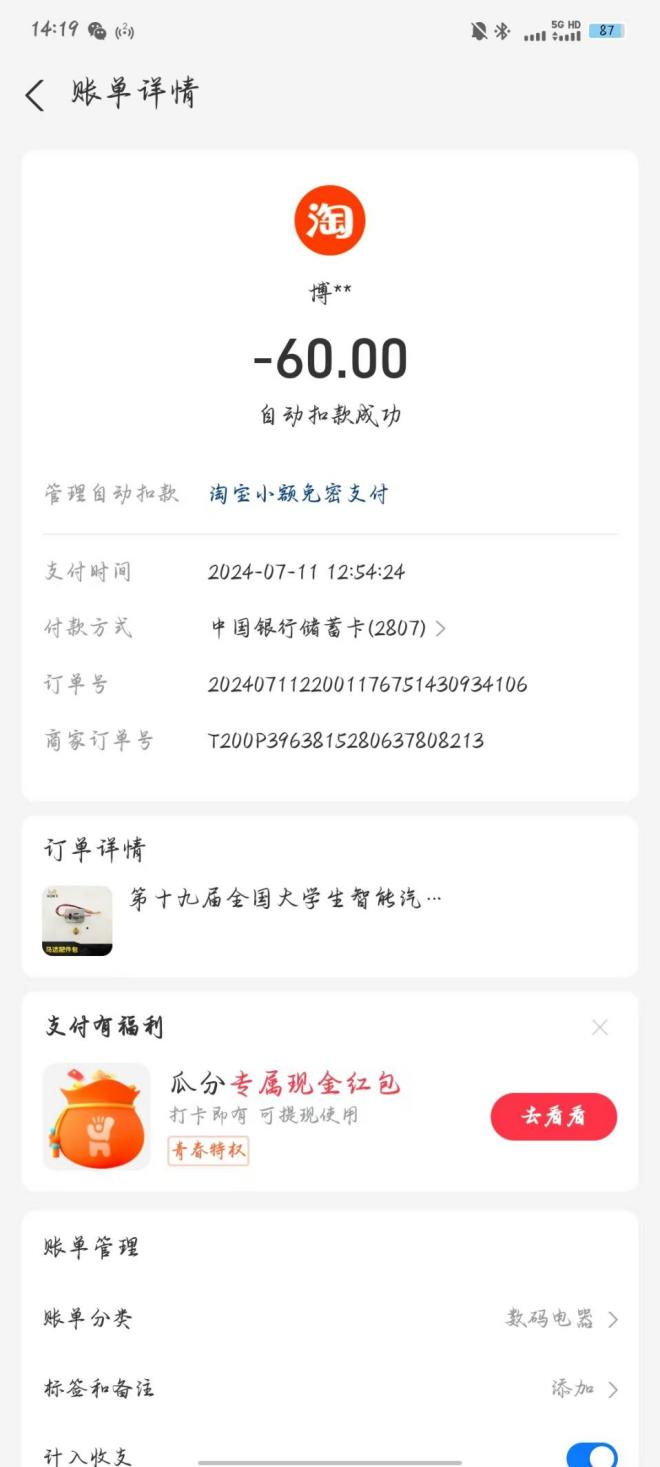 14:19
5G HD
87
账单详情
淘
博**
-60.00
自动扣款成功
管理自动扣款 淘宝小额免密支付
支付时间 2024-07-11 12:54:24
付款方式 中国银行储蓄卡(2807)
订单号 2024071122001176751430934106
商家订单号 T200P3963815280637808213
订单详情
第十九届全国大学生智能汽…
马达配件包
支付有福利
瓜分专属现金红包
打卡即有 可提现使用
去看看
青春特权
账单管理
账单分类 数码电器
标签和备注 添加
计入收支